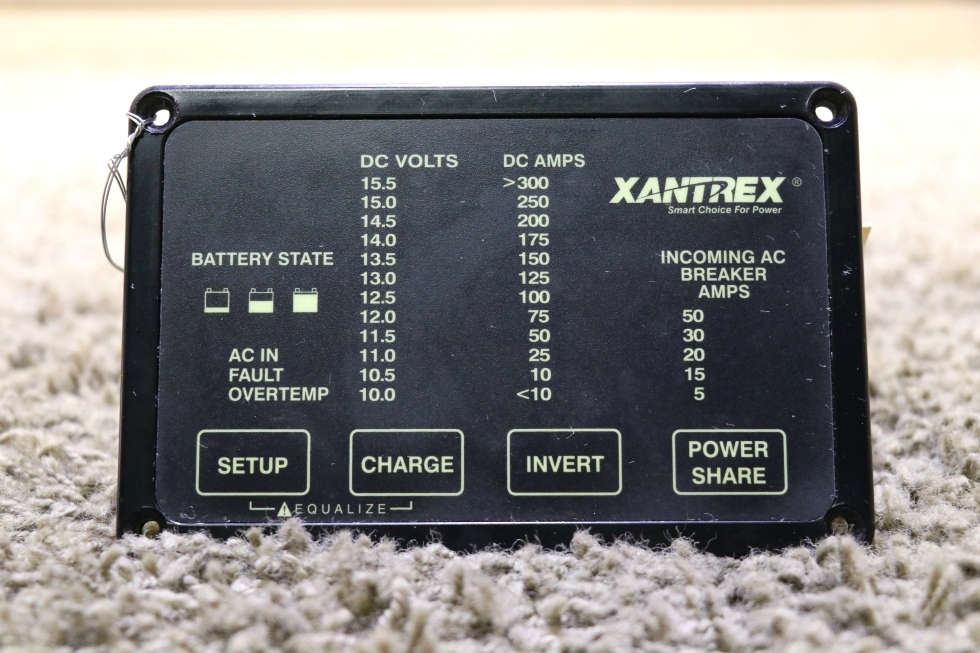 DC VOLTS
15.5
15.0
14.5
14.0
13.5
13.0
12.5
12.0
11.5
11.0
10.5
10.0
DC AMPS
>300
250
200
175
150
125
100
75
50
25
10
<10
XANTREX®
Smart Choice For Power
BATTERY STATE
AC IN
FAULT
OVERTEMP
INCOMING AC
BREAKER
AMPS
50
30
20
15
5
SETUP
CHARGE
INVERT
POWER
SHARE
EQUALIZE